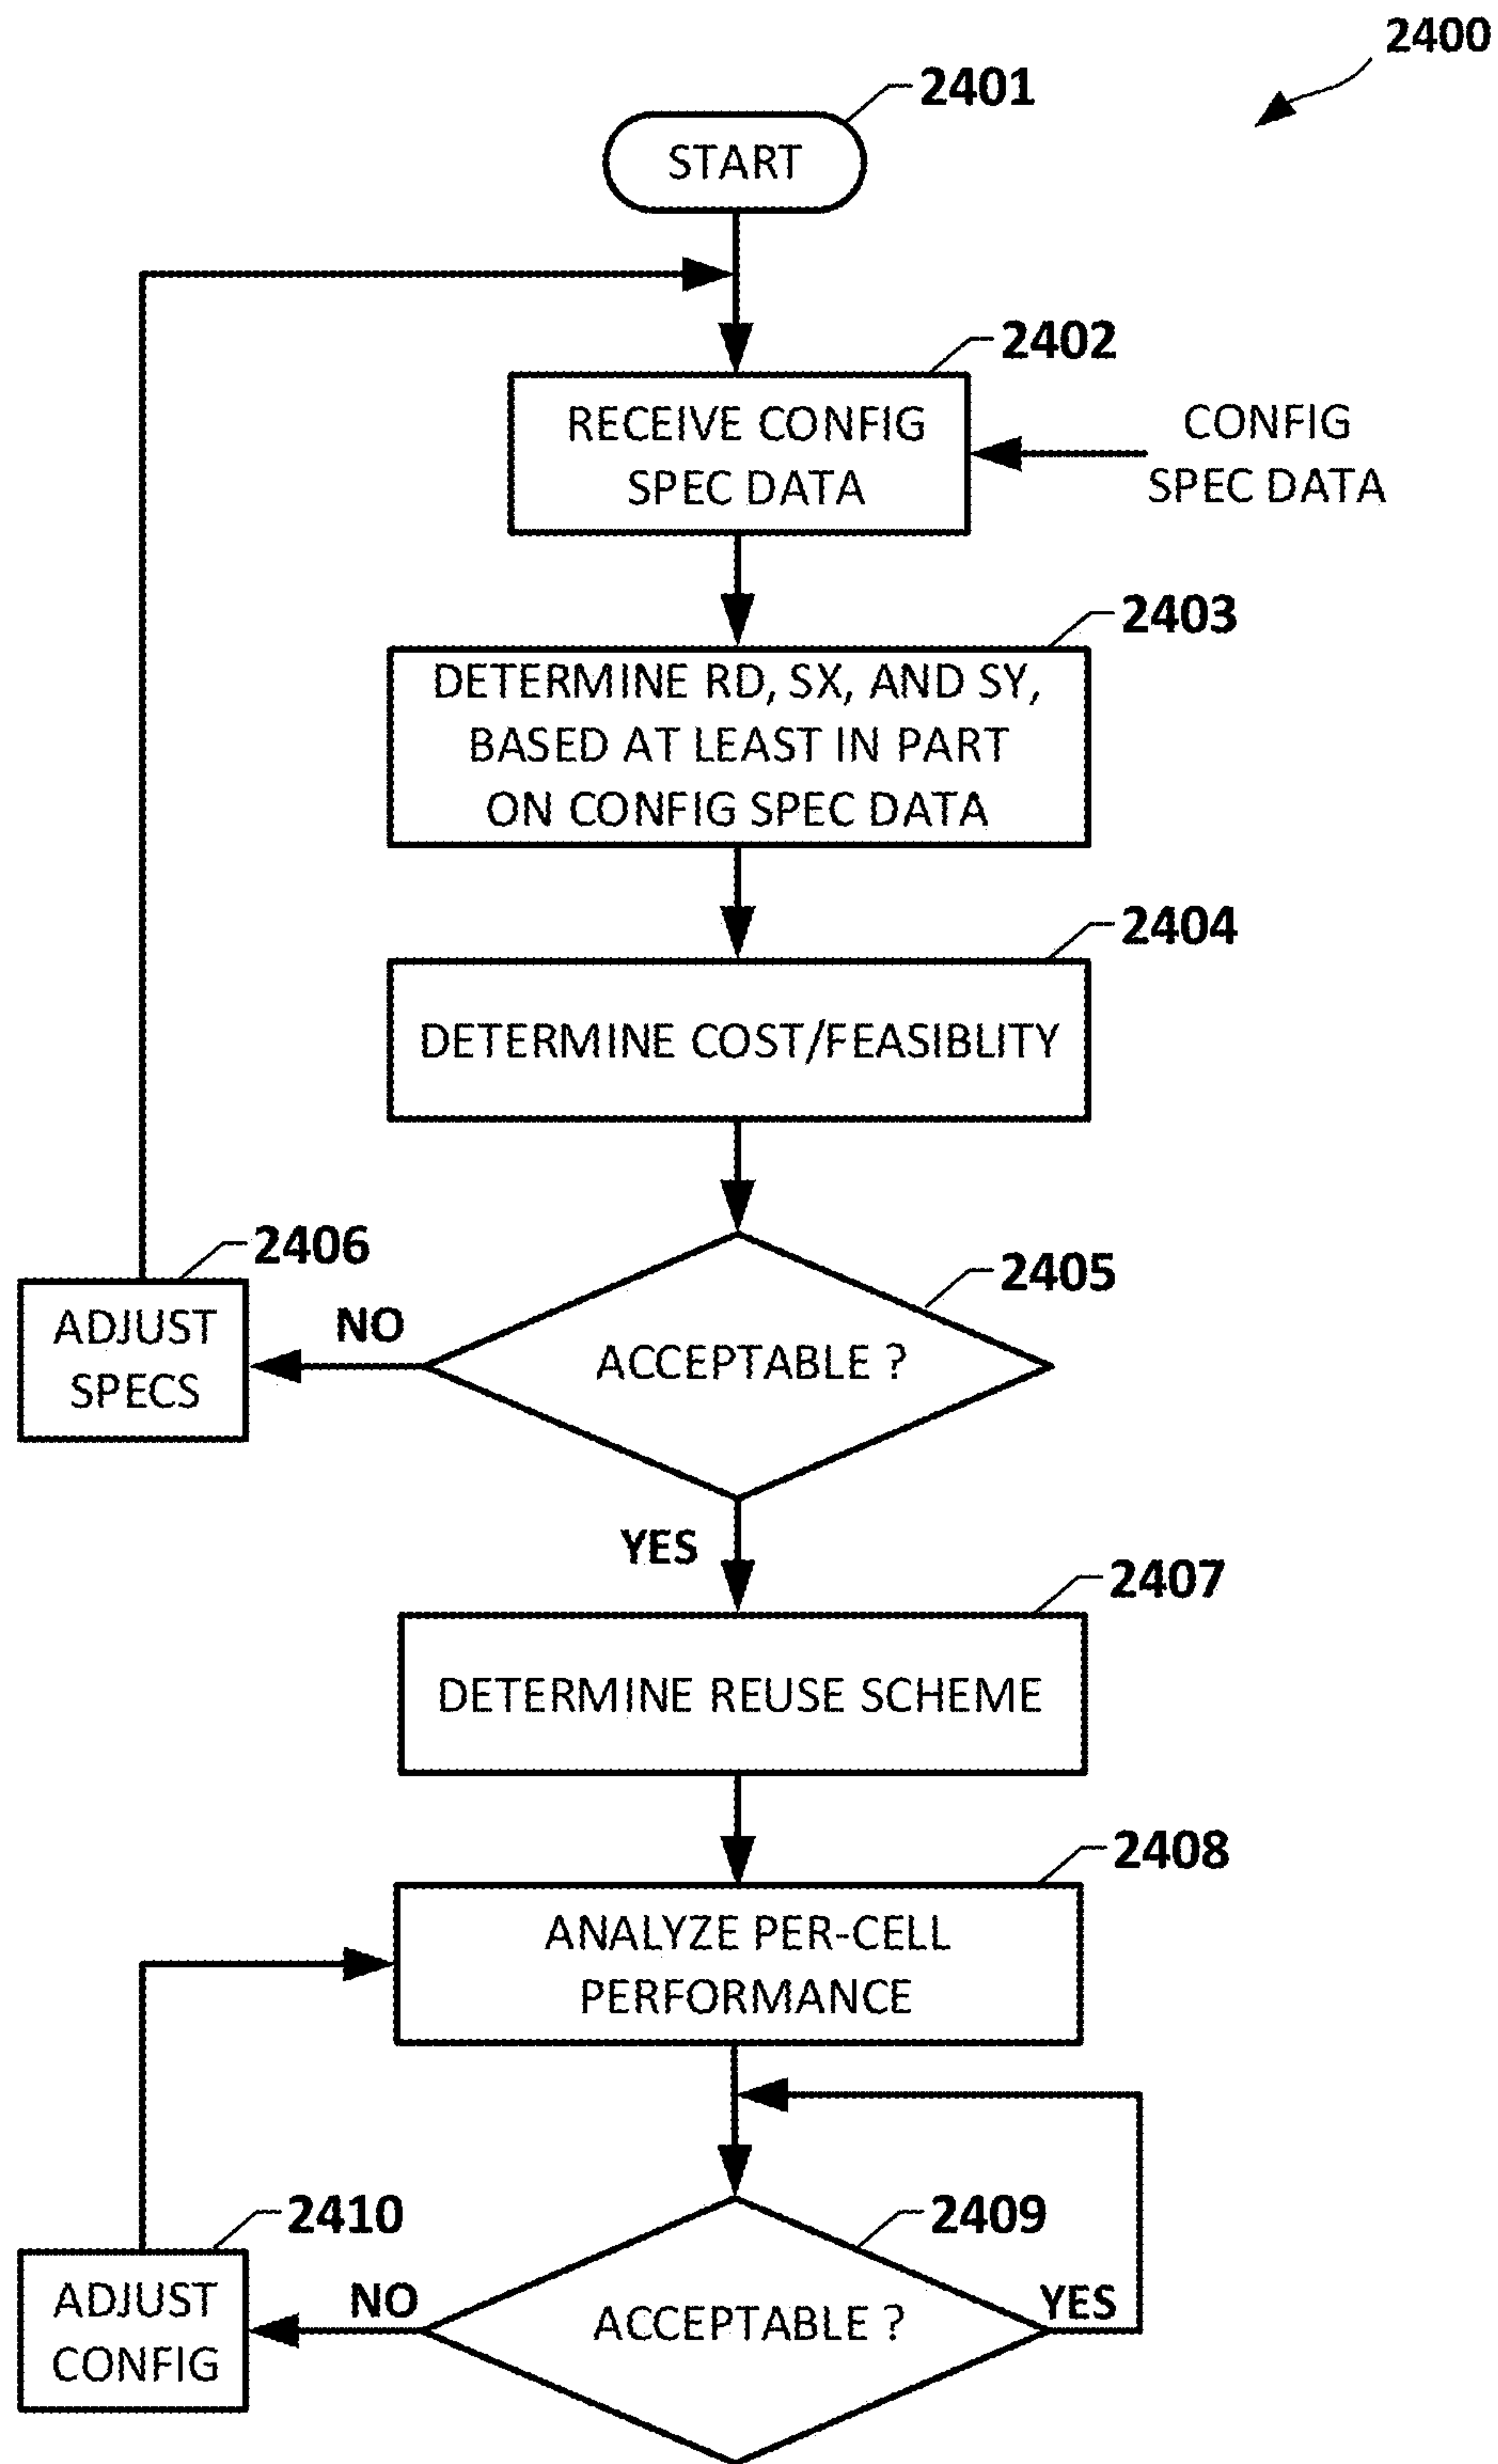 2400
2401
START
2402
RECEIVE CONFIG
SPEC DATA
CONFIG
SPEC DATA
2403
DETERMINE RD, SX, AND SY,
BASED AT LEAST IN PART
ON CONFIG SPEC DATA
2404
DETERMINE COST/FEASIBLITY
2406
ADJUST
SPECS
NO
2405
ACCEPTABLE ?
YES
2407
DETERMINE REUSE SCHEME
2408
ANALYZE PER-CELL
PERFORMANCE
2410
ADJUST
CONFIG
NO
2409
ACCEPTABLE ?
YES